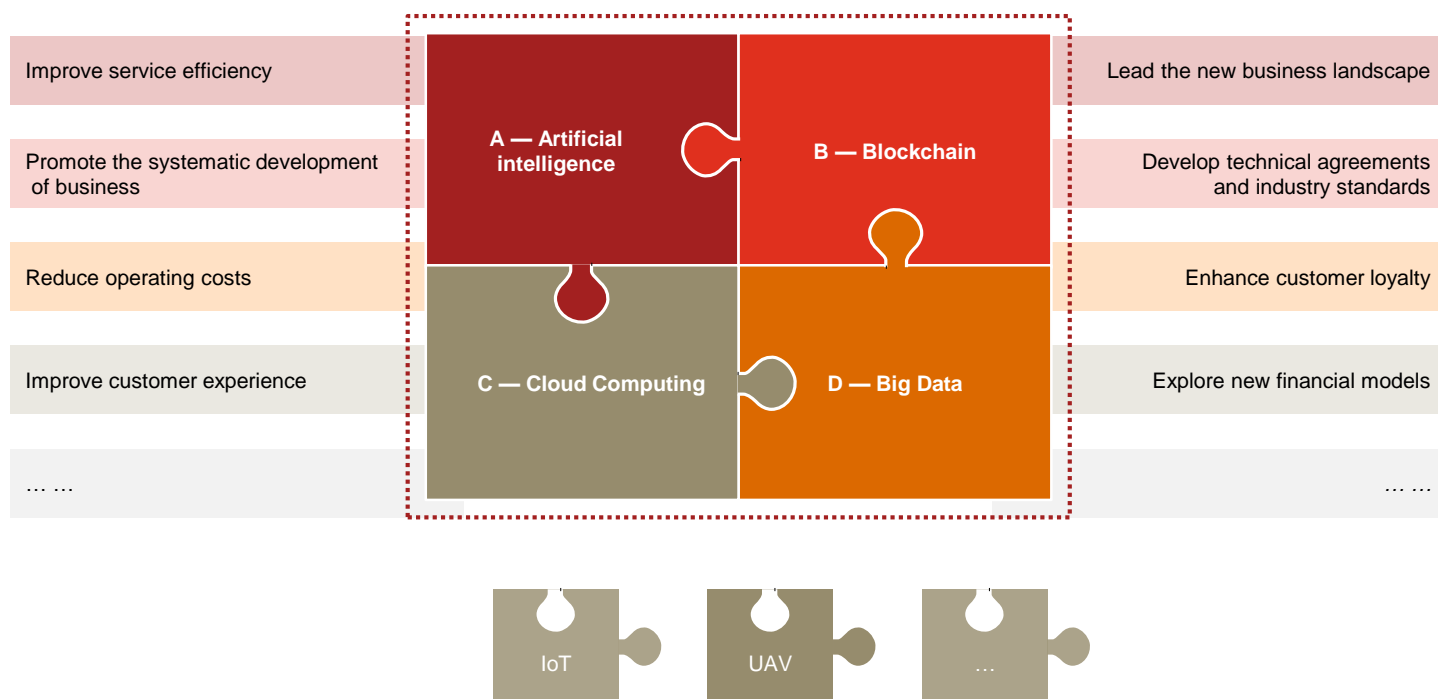 Improve service efficiency
Promote the systematic development
of business
Reduce operating costs
Improve customer experience
… …
A — Artificial
intelligence
B — Blockchain
C — Cloud Computing
D — Big Data
Lead the new business landscape
Develop technical agreements
and industry standards
Enhance customer loyalty
Explore new financial models
… …
IoT
UAV
…